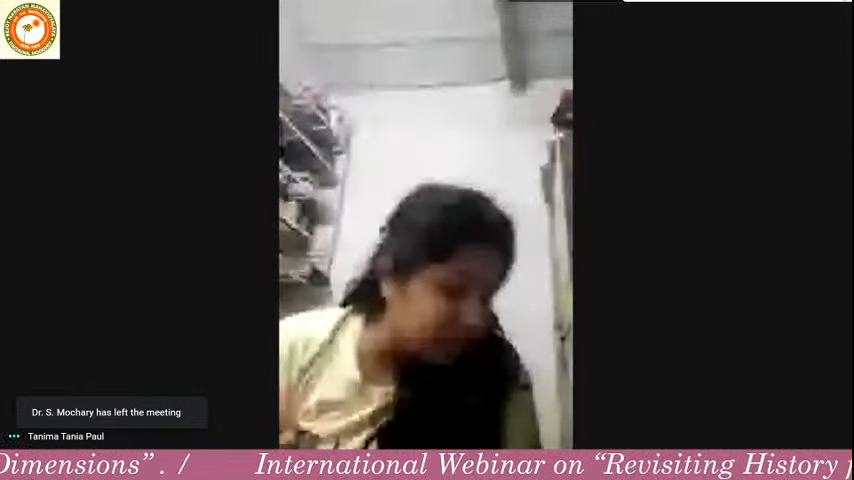 Dr. S. Mochary has left the meeting
Tanima Tania Paul
Dimensions". / International Webinar on “Revisiting History